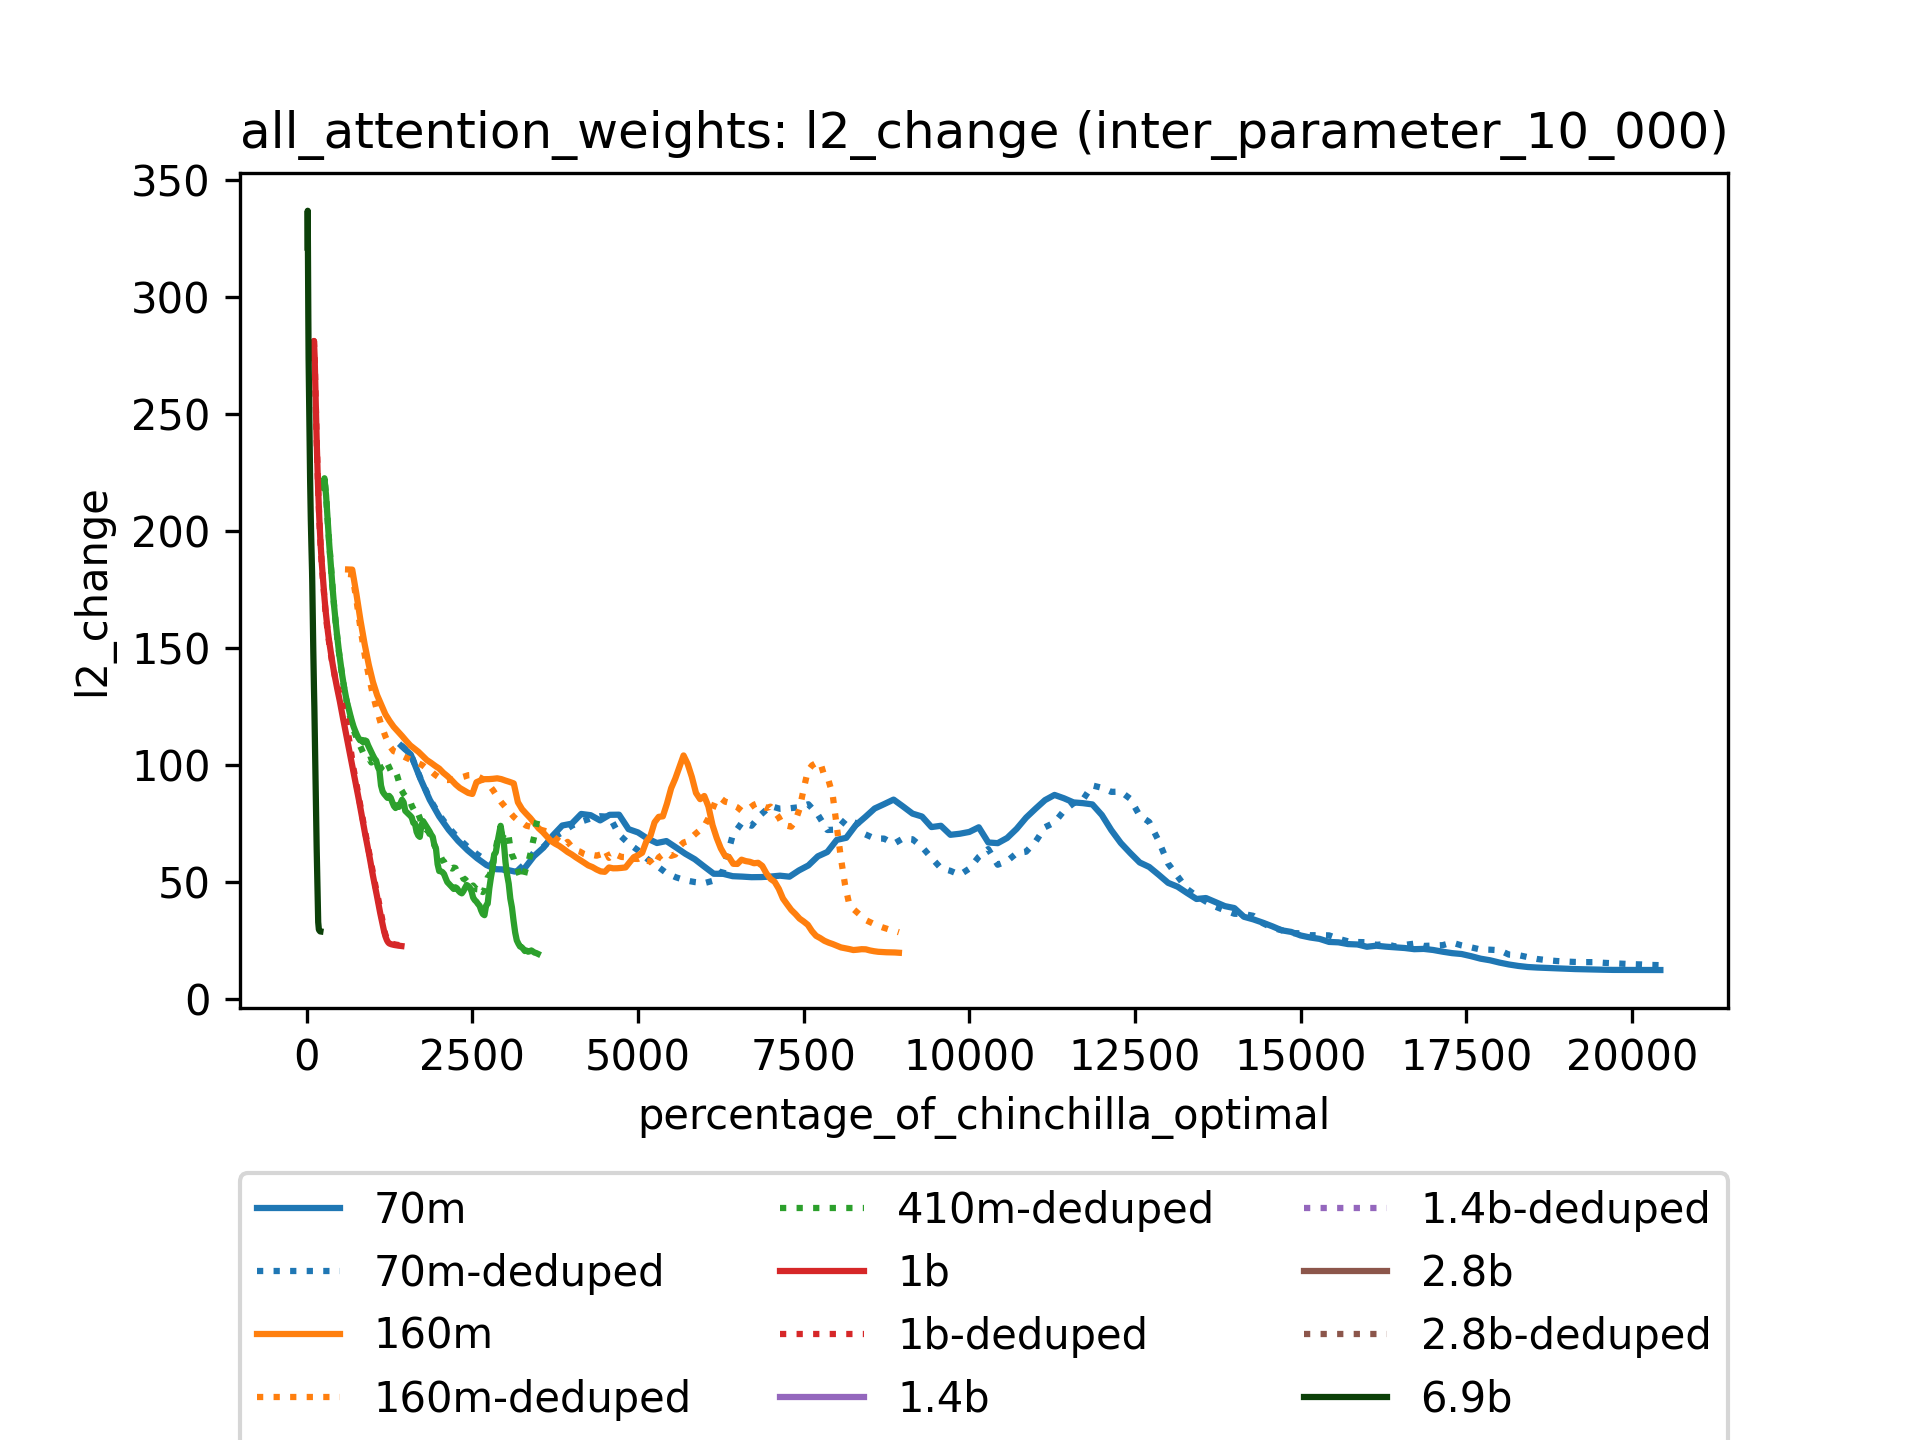 all_attention_weights: l2_change (inter_parameter_10_000)
350
300
250
200
150
100
50
0
l2_change
0 2500 5000 7500 10000 12500 15000 17500 20000
percentage_of_chinchilla_optimal
70m
70m-deduped
160m
160m-deduped
410m-deduped
1b
1b-deduped
1.4b
1.4b-deduped
2.8b
2.8b-deduped
6.9b